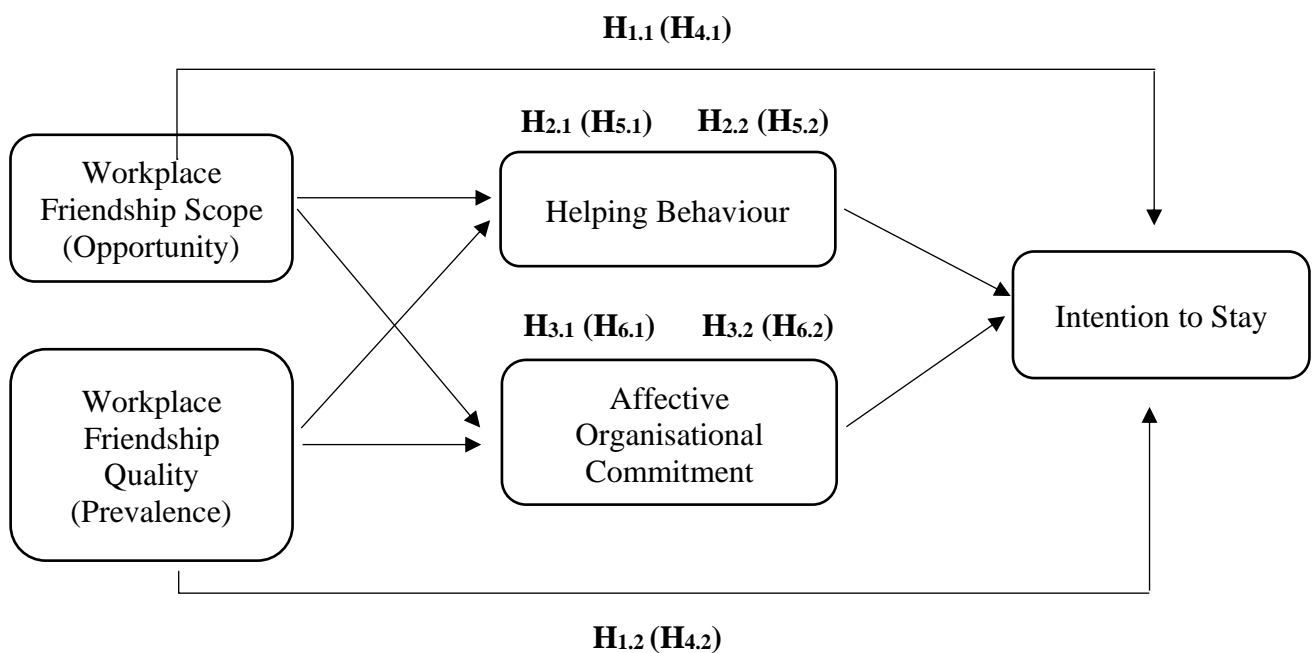 H1.1 (H4.1)
H2.1 (H5.1) H2.2 (H5.2)
Workplace
Friendship Scope
(Opportunity)
Helping Behaviour
Intention to Stay
H3.1 (H6.1) H3.2 (H6.2)
Workplace
Friendship
Quality
(Prevalence)
Affective
Organisational
Commitment
H1.2 (H4.2)